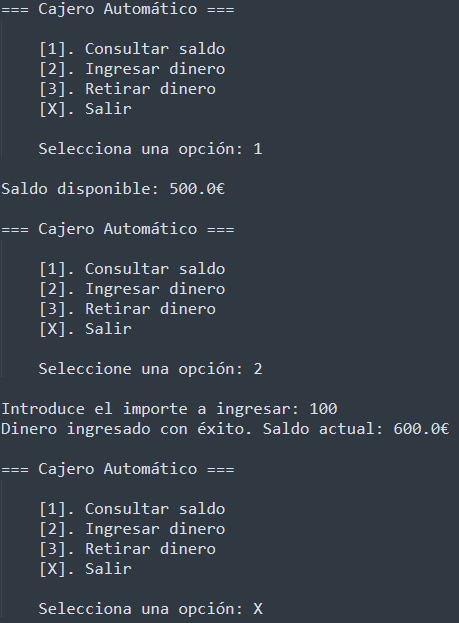 === Cajero Automático ===
[1]. Consultar saldo
[2]. Ingresar dinero
[3]. Retirar dinero
[X]. Salir
Selecciona una opción: 1
Saldo disponible: 500.0€
=== Cajero Automático ===
[1]. Consultar saldo
[2]. Ingresar dinero
[3]. Retirar dinero
[X]. Salir
Seleccione una opción: 2
Introduce el importe a ingresar: 100
Dinero ingresado con éxito. Saldo actual: 600.0€
=== Cajero Automático ===
[1]. Consultar saldo
[2]. Ingresar dinero
[3]. Retirar dinero
[X]. Salir
Selecciona una opción: X